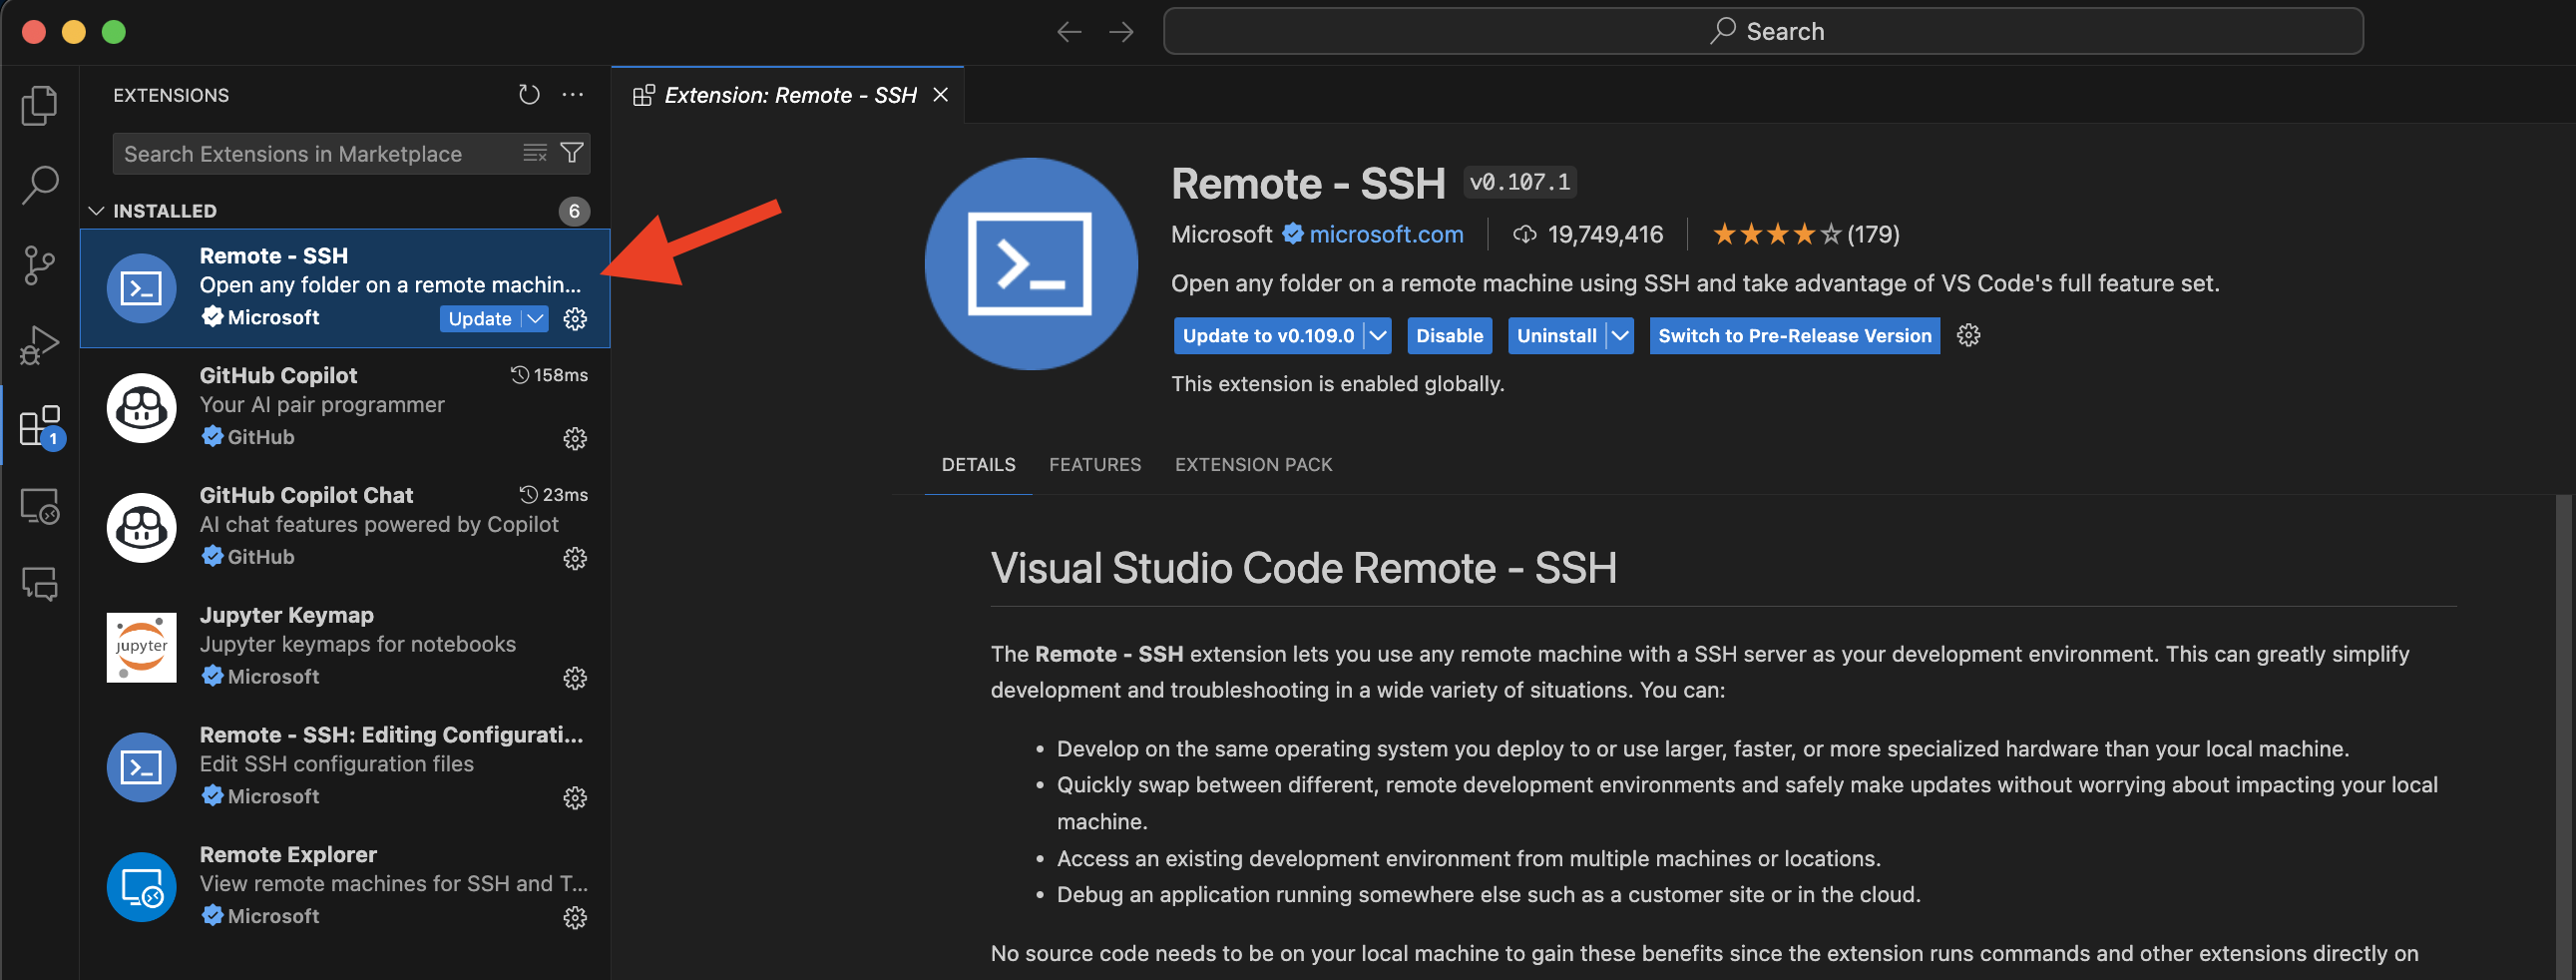 Search
EXTENSIONS
Search Extensions in Marketplace
INSTALLED
6
Remote - SSH
Open any folder on a remote machin...
Microsoft
Update
GitHub Copilot
158ms
Your AI pair programmer
GitHub
GitHub Copilot Chat
23ms
AI chat features powered by Copilot
GitHub
Jupyter Keymap
Jupyter keymaps for notebooks
Microsoft
jupyter
Remote - SSH: Editing Configurati...
Edit SSH configuration files
Microsoft
Remote Explorer
View remote machines for SSH and T...
Microsoft
1
Extension: Remote - SSH
Remote - SSH v0.107.1
Microsoft microsoft.com 19,749,416 (179)
Open any folder on a remote machine using SSH and take advantage of VS Code's full feature set.
Update to v0.109.0 Disable Uninstall Switch to Pre-Release Version
This extension is enabled globally.
DETAILS FEATURES EXTENSION PACK
Visual Studio Code Remote - SSH
The Remote - SSH extension lets you use any remote machine with a SSH server as your development environment. This can greatly simplify
development and troubleshooting in a wide variety of situations. You can:
• Develop on the same operating system you deploy to or use larger, faster, or more specialized hardware than your local machine.
• Quickly swap between different, remote development environments and safely make updates without worrying about impacting your local
machine.
• Access an existing development environment from multiple machines or locations.
• Debug an application running somewhere else such as a customer site or in the cloud.
No source code needs to be on your local machine to gain these benefits since the extension runs commands and other extensions directly on